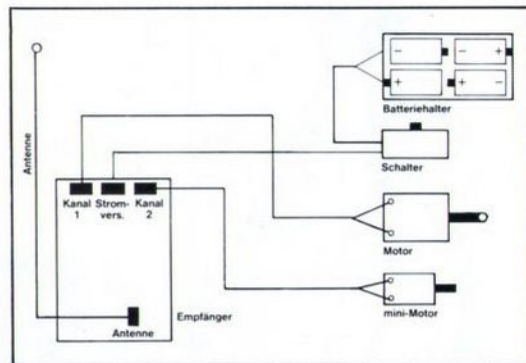 Antenne
− − +
+ + −
Batteriehalter
Schalter
Kanal Strom- Kanal
1 vers. 2
Motor
mini-Motor
Empfänger
Antenne